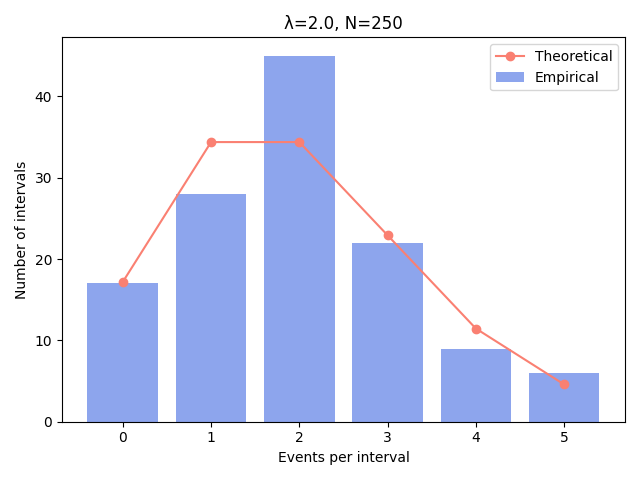 λ=2.0, N=250
Theoretical
Empirical
Number of intervals
40
30
20
10
0
0 1 2 3 4 5
Events per interval